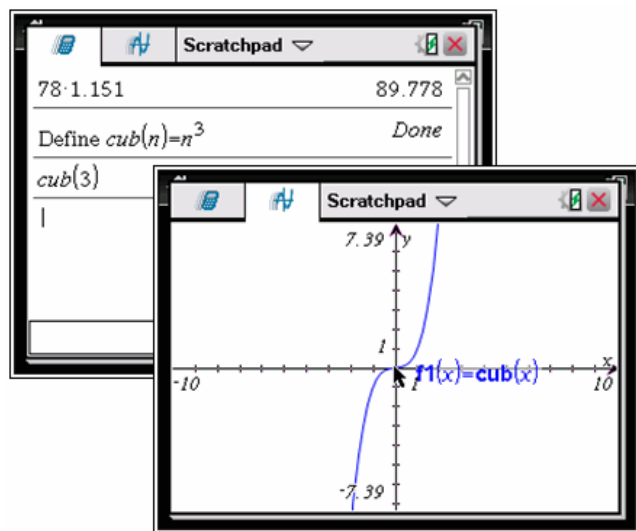 Scratchpad
78·1.151 89.778
Define cub(n)=n³ Done
cub(3)
Scratchpad
7.39 y
1
x
-10 1 10
f1(x)=cub(x)
-7.39